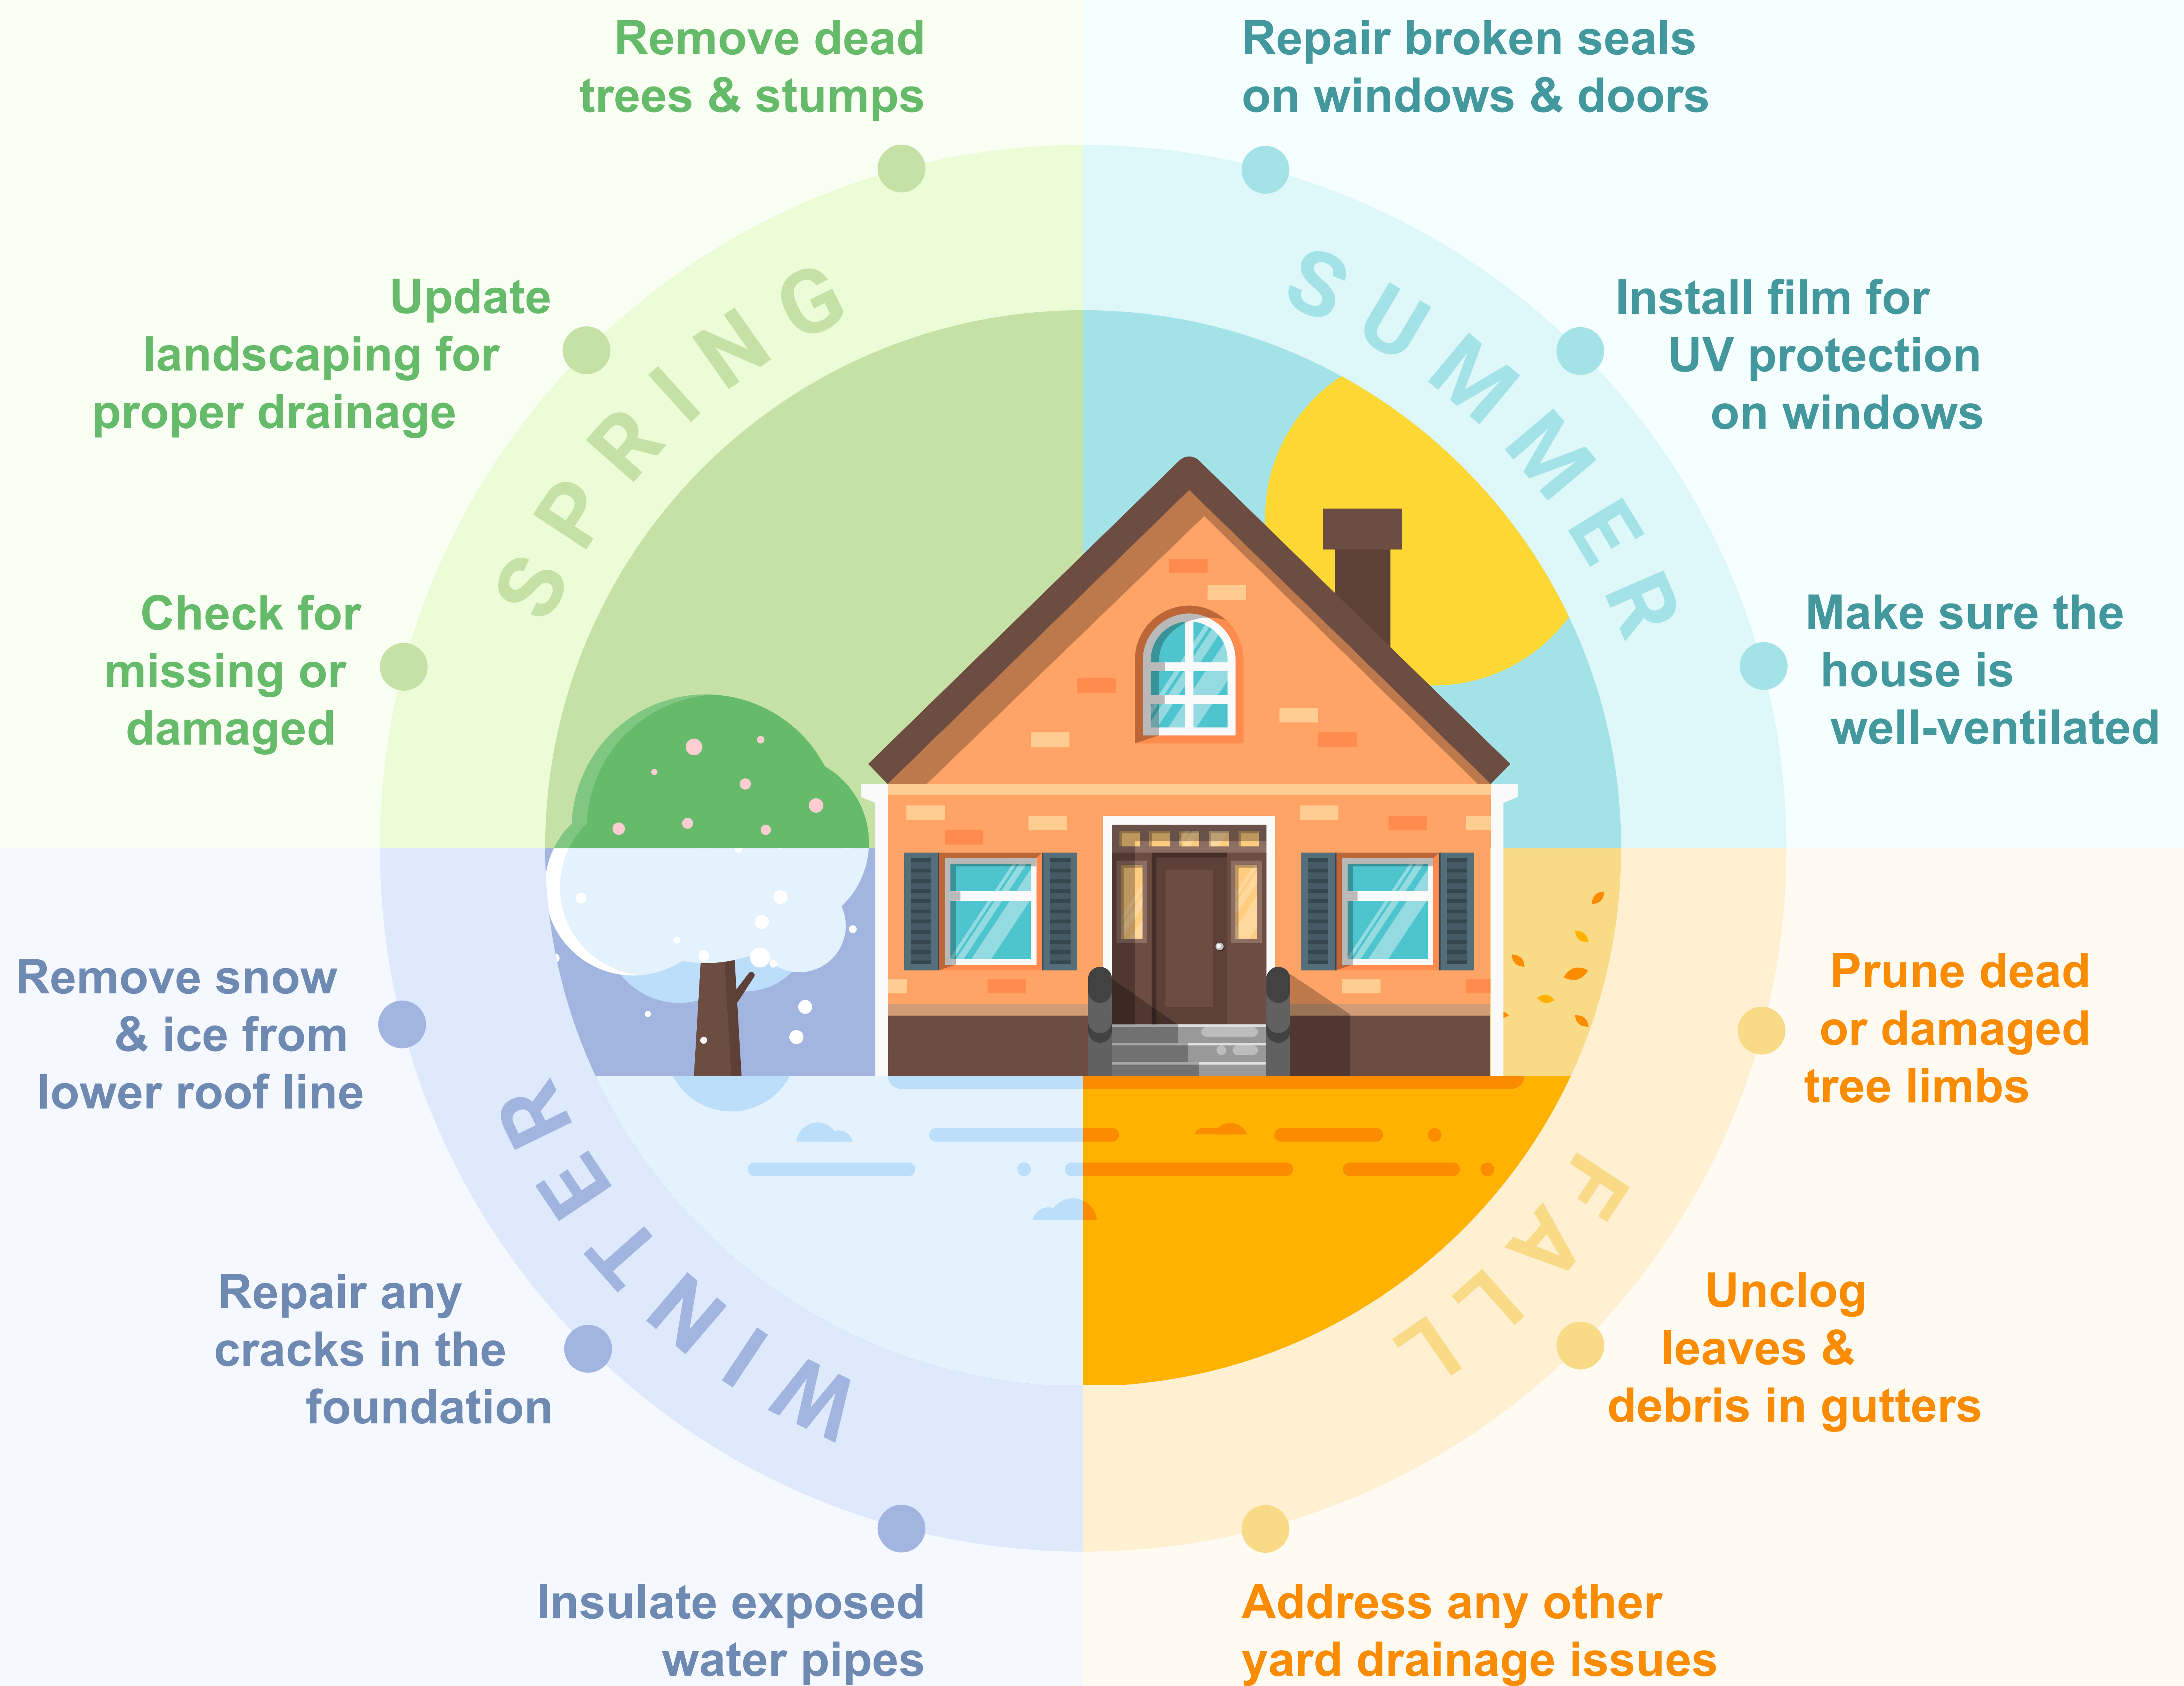 Remove dead
trees & stumps
Update
landscaping for
proper drainage
Check for
missing or
damaged
SPRING
Repair broken seals
on windows & doors
Install film for
UV protection
on windows
Make sure the
house is
well-ventilated
SUMMER
Remove snow
& ice from
lower roof line
Repair any
cracks in the
foundation
Insulate exposed
water pipes
WINTER
Prune dead
or damaged
tree limbs
Unclog
leaves &
debris in gutters
Address any other
yard drainage issues
FALL